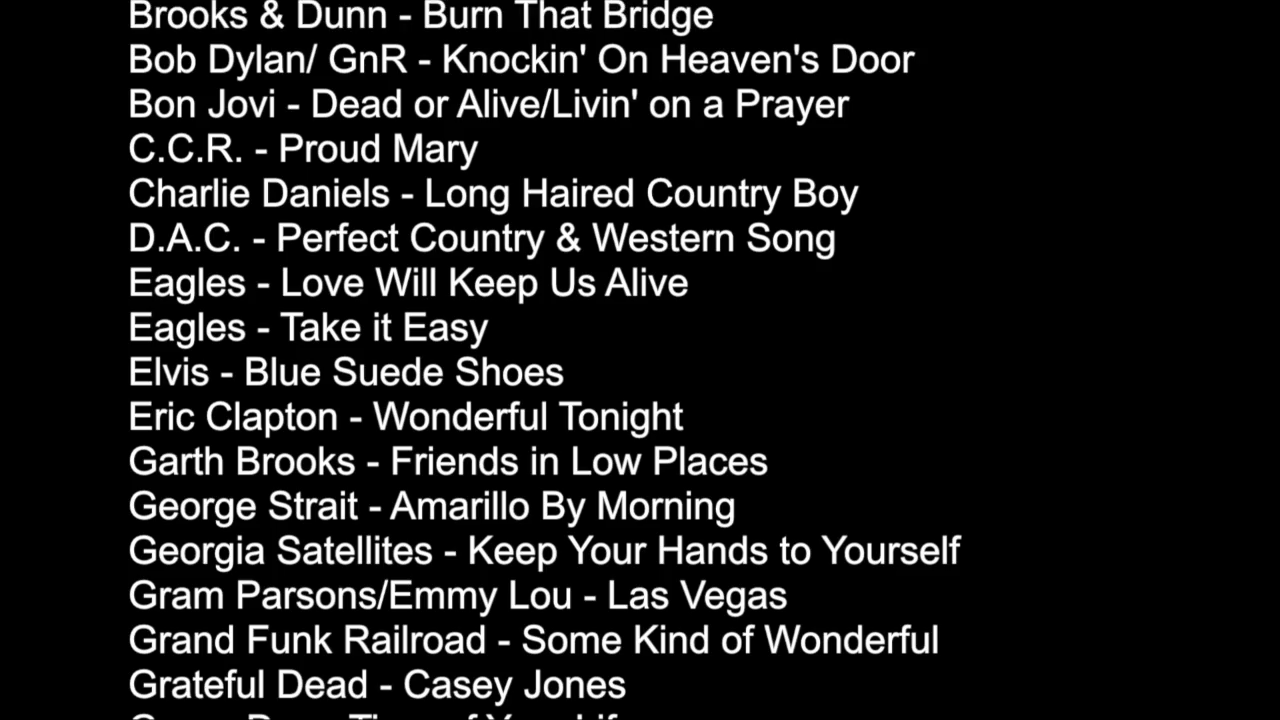 Brooks & Dunn - Burn That Bridge
Bob Dylan/ GnR - Knockin' On Heaven's Door
Bon Jovi - Dead or Alive/Livin' on a Prayer
C.C.R. - Proud Mary
Charlie Daniels - Long Haired Country Boy
D.A.C. - Perfect Country & Western Song
Eagles - Love Will Keep Us Alive
Eagles - Take it Easy
Elvis - Blue Suede Shoes
Eric Clapton - Wonderful Tonight
Garth Brooks - Friends in Low Places
George Strait - Amarillo By Morning
Georgia Satellites - Keep Your Hands to Yourself
Gram Parsons/Emmy Lou - Las Vegas
Grand Funk Railroad - Some Kind of Wonderful
Grateful Dead - Casey Jones